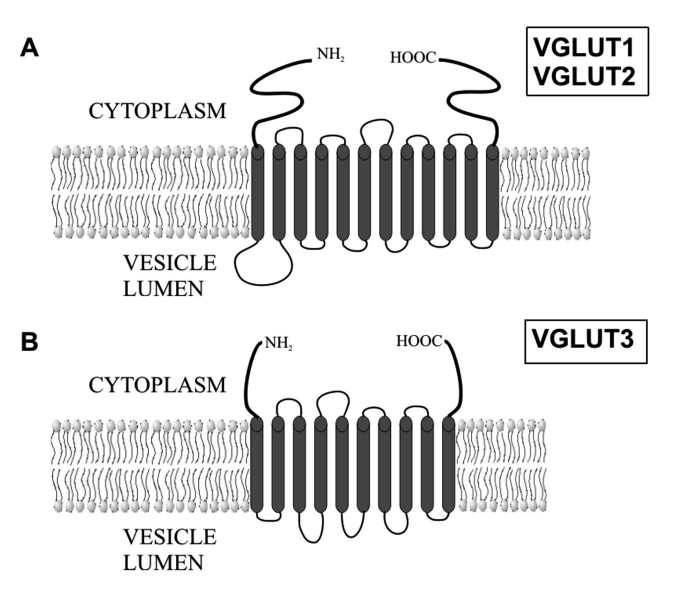 A
NH₂
HOOC
VGLUT1
VGLUT2
CYTOPLASM
VESICLE
LUMEN
B
NH₂
HOOC
VGLUT3
CYTOPLASM
VESICLE
LUMEN